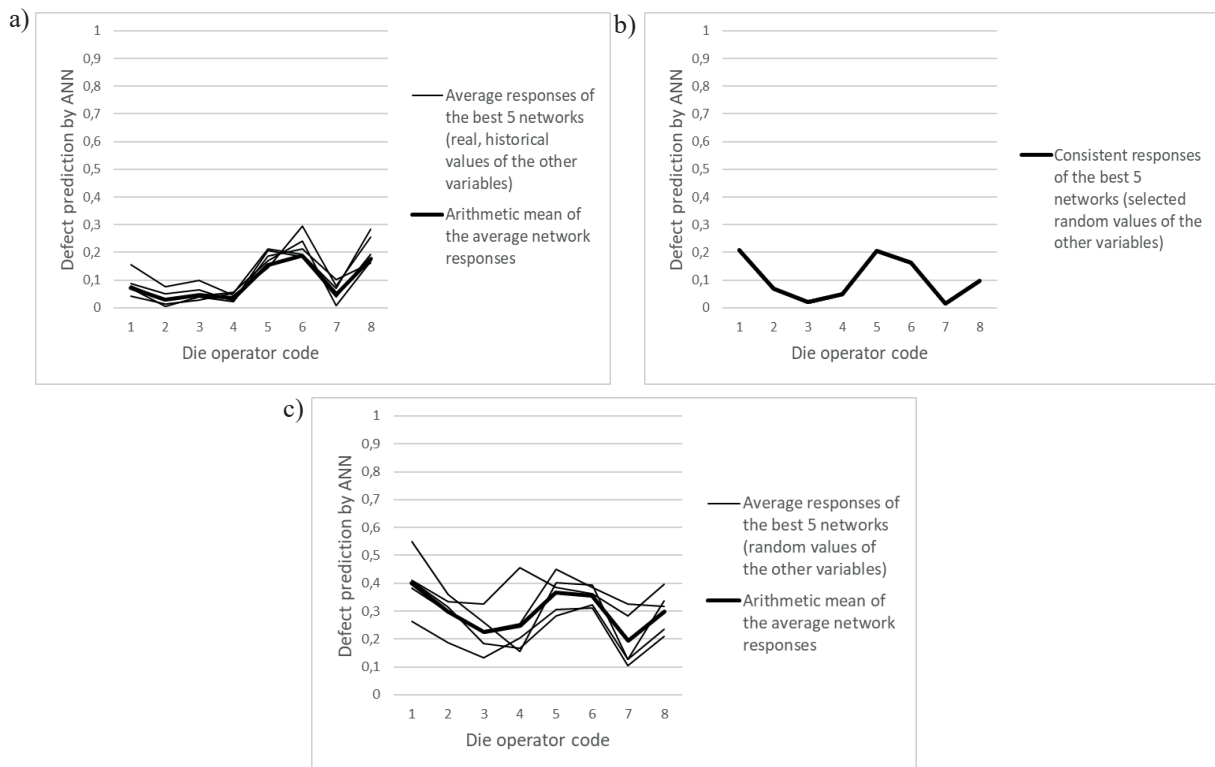 a)
1
0,9
0,8
0,7
0,6
0,5
0,4
0,3
0,2
0,1
0
Defect prediction by ANN
1 2 3 4 5 6 7 8
Die operator code
Average responses of
the best 5 networks
(real, historical
values of the other
variables)
Arithmetic mean of
the average network
responses
b)
1
0,9
0,8
0,7
0,6
0,5
0,4
0,3
0,2
0,1
0
Defect prediction by ANN
1 2 3 4 5 6 7 8
Die operator code
Consistent responses
of the best 5
networks (selected
random values of the
other variables)
c)
1
0,9
0,8
0,7
0,6
0,5
0,4
0,3
0,2
0,1
0
Defect prediction by ANN
1 2 3 4 5 6 7 8
Die operator code
Average responses of
the best 5 networks
(random values of
the other variables)
Arithmetic mean of
the average network
responses